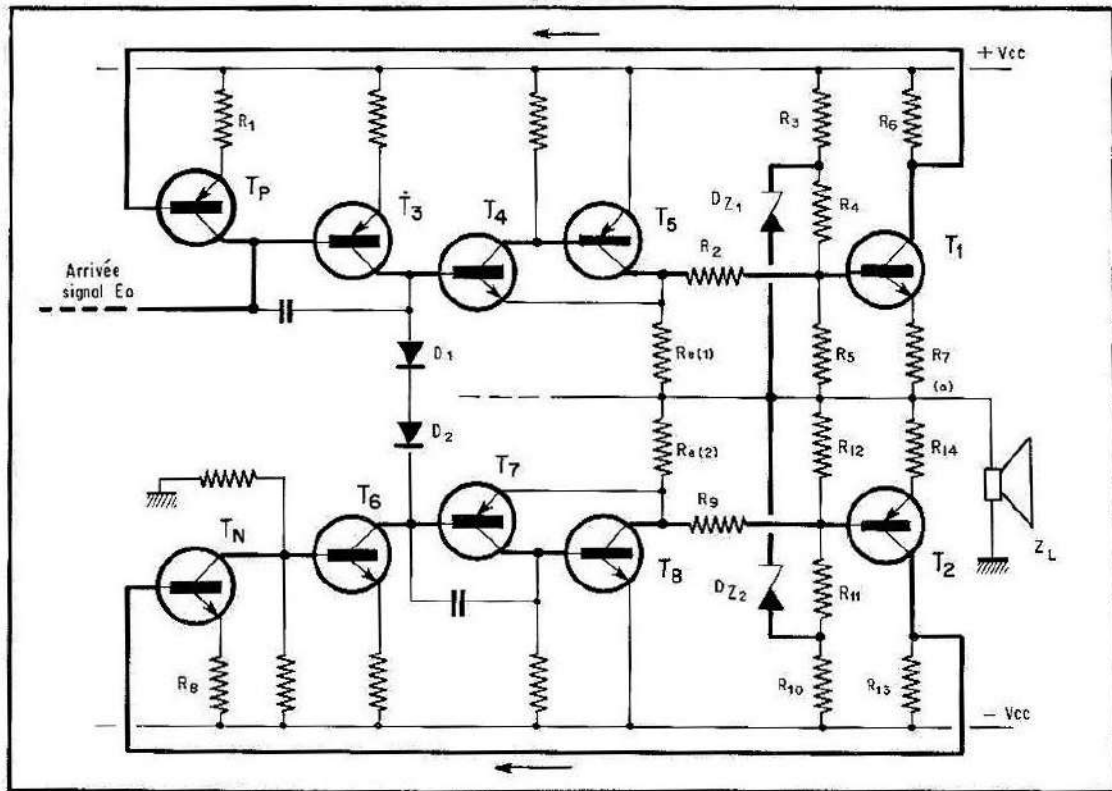 + Vcc
R1
R3
R6
TP
T3
T4
T5
DZ1
R4
R2
T1
Arrivée
signal Eo
D1
Re(1)
R5
R7
(a)
D2
Re(2)
R12
R14
T7
R9
T6
TN
ZL
T8
DZ2
T2
R11
R8
R10
R13
- Vcc